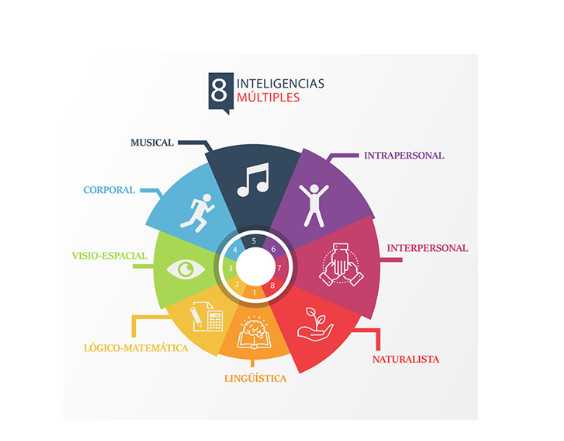 8 INTELIGENCIAS
MÚLTIPLES
MUSICAL
INTRAPERSONAL
CORPORAL
INTERPERSONAL
VISIO-ESPACIAL
LÓGICO-MATEMÁTICA
NATURALISTA
LINGÜÍSTICA
5
4
6
3
7
2
8
1